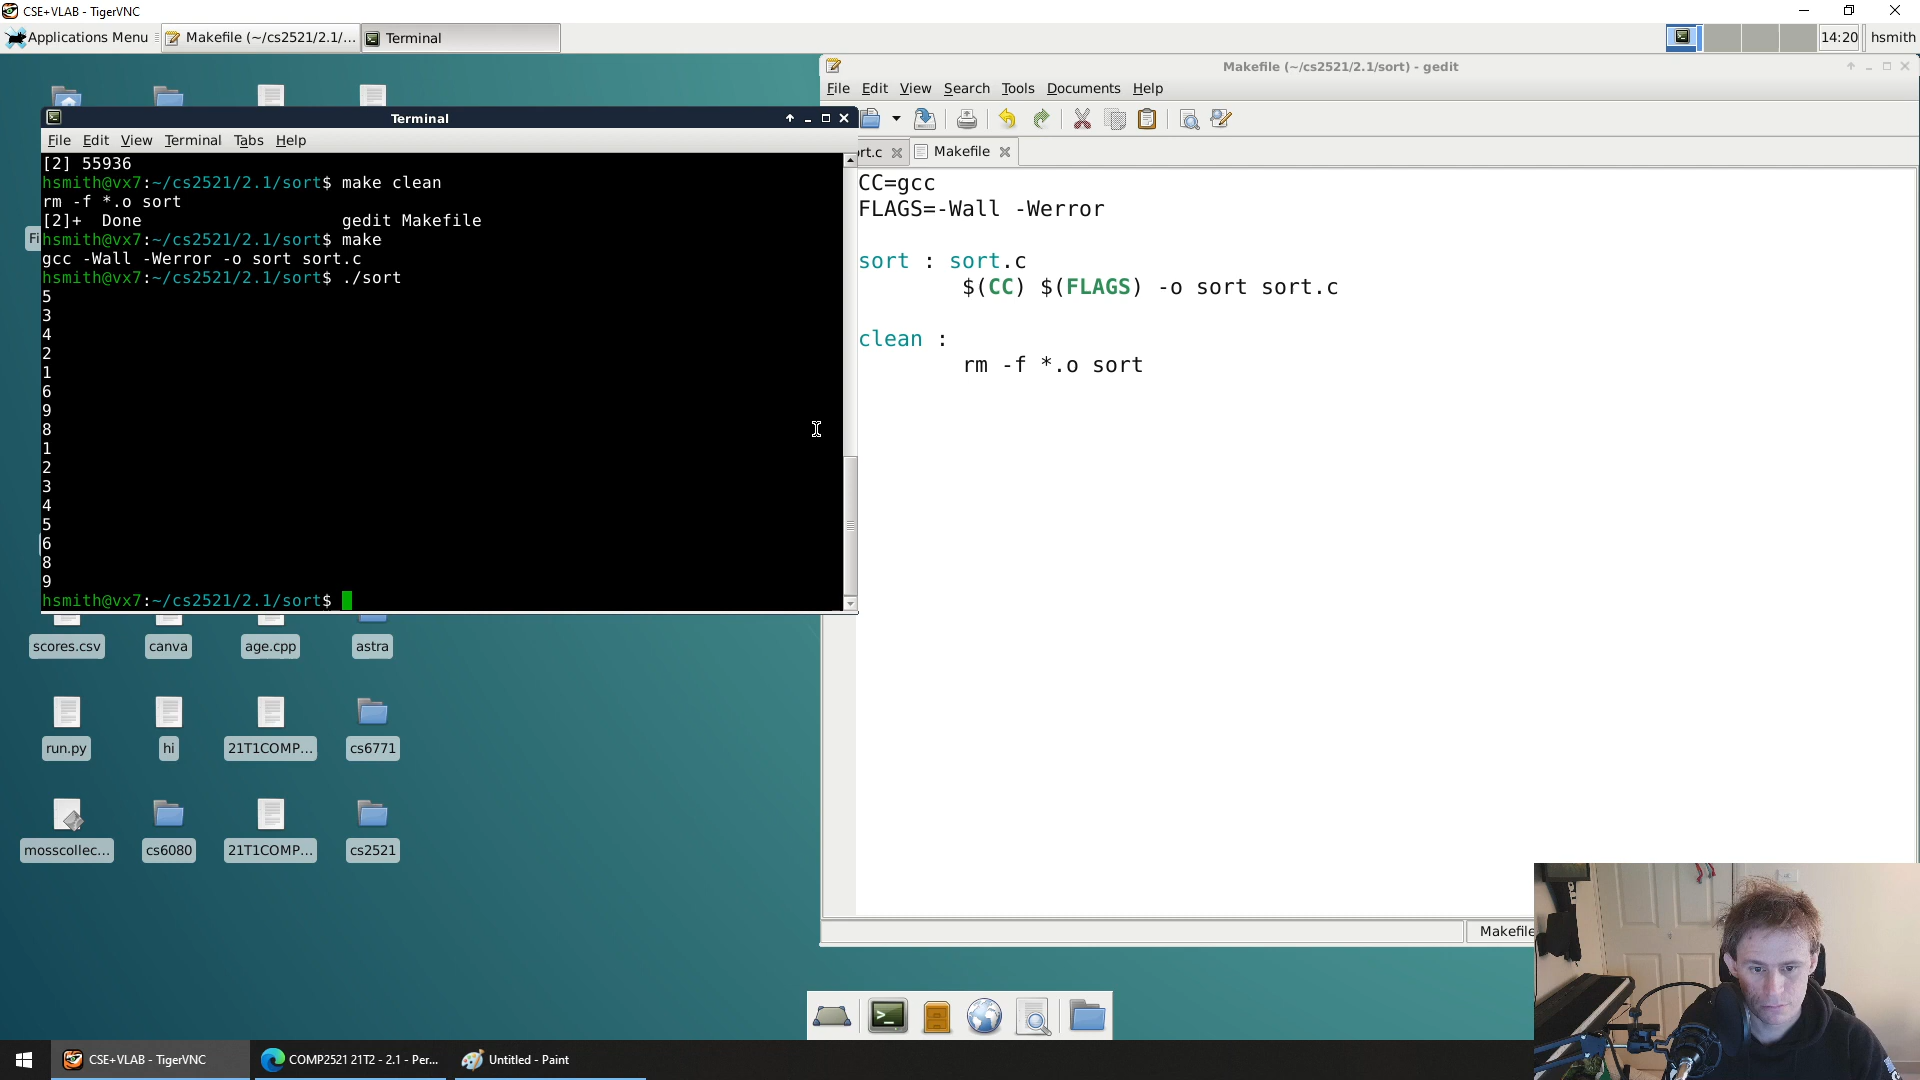 CSE+VLAB - TigerVNC
Applications Menu
Makefile (~/cs2521/2.1/...
Terminal
14:20
hsmith
Makefile (~/cs2521/2.1/sort) - gedit
File Edit View Search Tools Documents Help
rt.c
Makefile
Terminal
File Edit View Terminal Tabs Help
[2] 55936
hsmith@vx7:~/cs2521/2.1/sort$ make clean
rm -f *.o sort
[2]+  Done                    gedit Makefile
hsmith@vx7:~/cs2521/2.1/sort$ make
gcc -Wall -Werror -o sort sort.c
hsmith@vx7:~/cs2521/2.1/sort$ ./sort
5
3
4
2
1
6
9
8
1
2
3
4
5
6
8
9
hsmith@vx7:~/cs2521/2.1/sort$
CC=gcc
FLAGS=-Wall -Werror
sort : sort.c
$(CC) $(FLAGS) -o sort sort.c
clean :
rm -f *.o sort
Fi
scores.csv
canva
age.cpp
astra
run.py
hi
21T1COMP...
cs6771
mosscollec...
cs6080
21T1COMP...
cs2521
Makefile
CSE+VLAB - TigerVNC
COMP2521 21T2 - 2.1 - Per...
Untitled - Paint